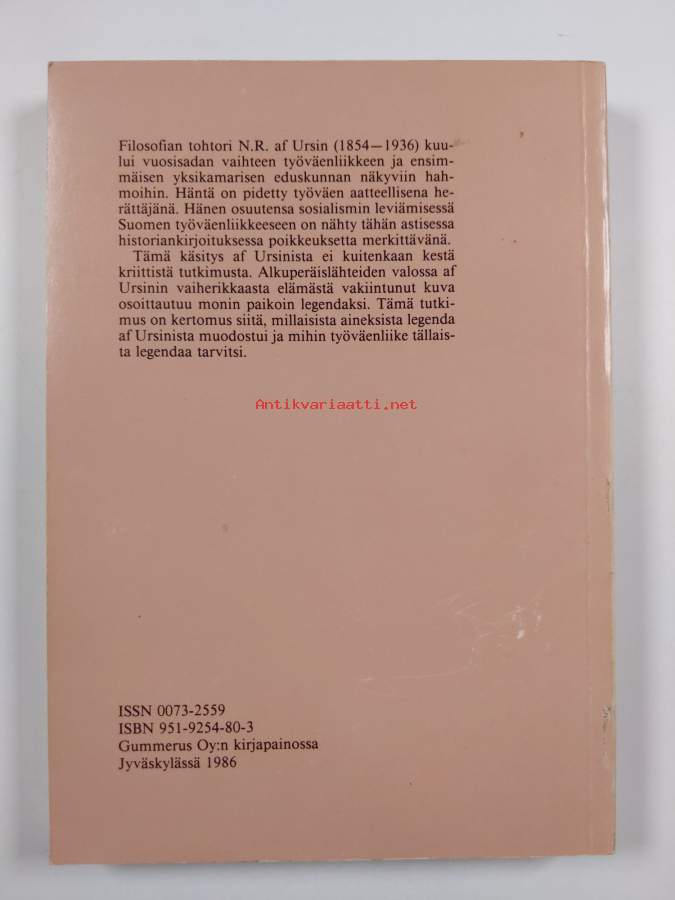 Filosofian tohtori N.R. af Ursin (1854—1936) kuu-
lui vuosisadan vaihteen työväenliikkeen ja ensim-
mäisen yksikamarisen eduskunnan näkyviin hah-
moihin. Häntä on pidetty työväen aatteellisena he-
rättäjänä. Hänen osuutensa sosialismin leviämisessä
Suomen työväenliikkeeseen on nähty tähän astisessa
historiankirjoituksessa poikkeuksetta merkittävänä.
Tämä käsitys af Ursinista ei kuitenkaan kestä
kriittistä tutkimusta. Alkuperäislähteiden valossa af
Ursinin vaiherikkaasta elämästä vakiintunut kuva
osoittautuu monin paikoin legendaksi. Tämä tutki-
mus on kertomus siitä, millaisista aineksista legenda
af Ursinista muodostui ja mihin työväenliike tällais-
ta legendaa tarvitsi.
Antikvariaatti.net
ISSN 0073-2559
ISBN 951-9254-80-3
Gummerus Oy:n kirjapainossa
Jyväskylässä 1986